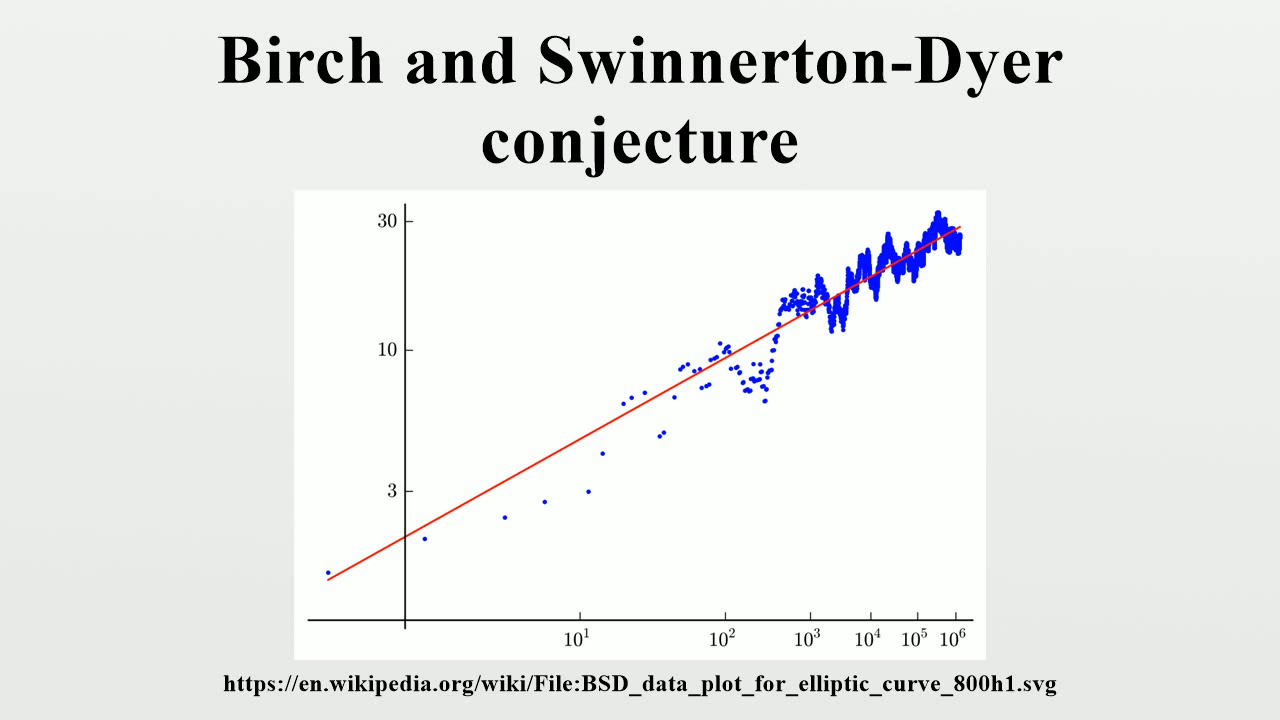 Birch and Swinnerton-Dyer
conjecture
30
10
3
10¹ 10² 10³ 10⁴ 10⁵ 10⁶
https://en.wikipedia.org/wiki/File:BSD_data_plot_for_elliptic_curve_800h1.svg